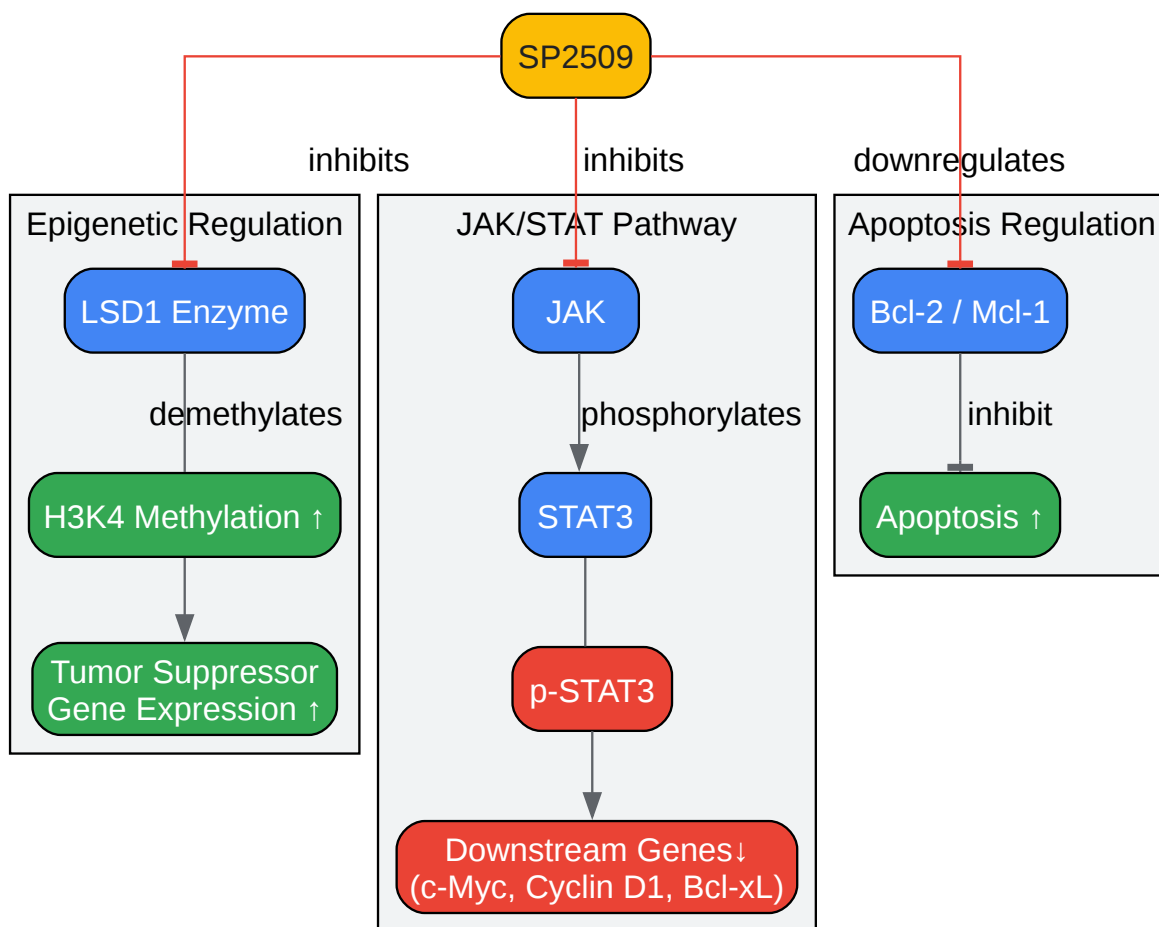 SP2509
inhibits
inhibits
downregulates
Epigenetic Regulation
JAK/STAT Pathway
Apoptosis Regulation
LSD1 Enzyme
JAK
Bcl-2 / Mcl-1
demethylates
phosphorylates
inhibit
H3K4 Methylation ↑
STAT3
Apoptosis ↑
Tumor Suppressor
Gene Expression ↑
p-STAT3
Downstream Genes↓
(c-Myc, Cyclin D1, Bcl-xL)